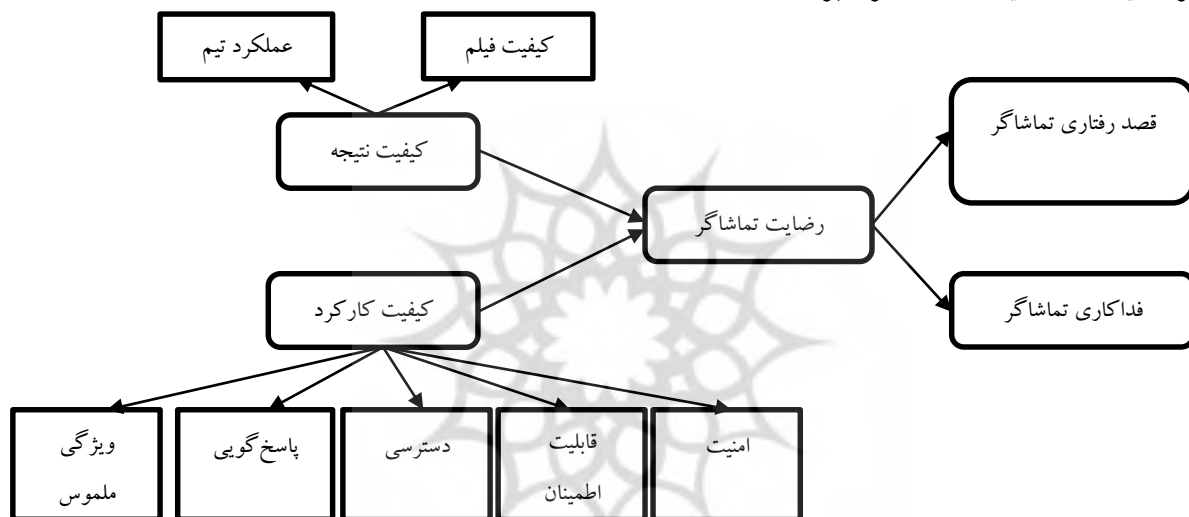 عملکرد تیم
کیفیت فیلم
قصد رفتاری تماشاگر
کیفیت نتیجه
رضایت تماشاگر
کیفیت کارکرد
فداکاری تماشاگر
امنیت
قابلیت
اطمینان
دسترسی
پاسخ‌گویی
ویژگی
ملموس